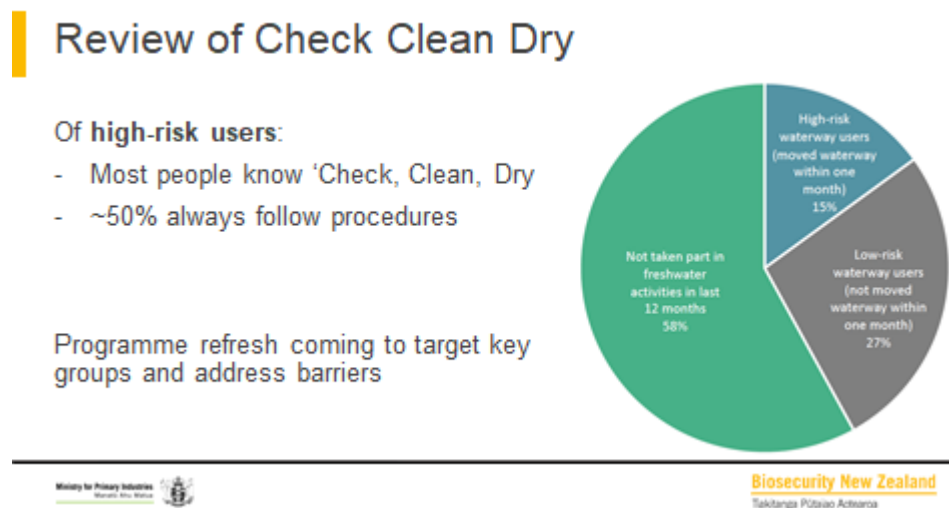 Review of Check Clean Dry
Of high-risk users:
- Most people know ‘Check, Clean, Dry
- ~50% always follow procedures
Programme refresh coming to target key
groups and address barriers
High-risk
waterway users
(moved waterway
within one
month)
15%
Low-risk
waterway users
(not moved
waterway within
one month)
27%
Not taken part in
freshwater
activities in last
12 months
58%
Ministry for Primary Industries
Manatū Ahu Matua
Biosecurity New Zealand
Tiakitanga Pūtaiao Aotearoa